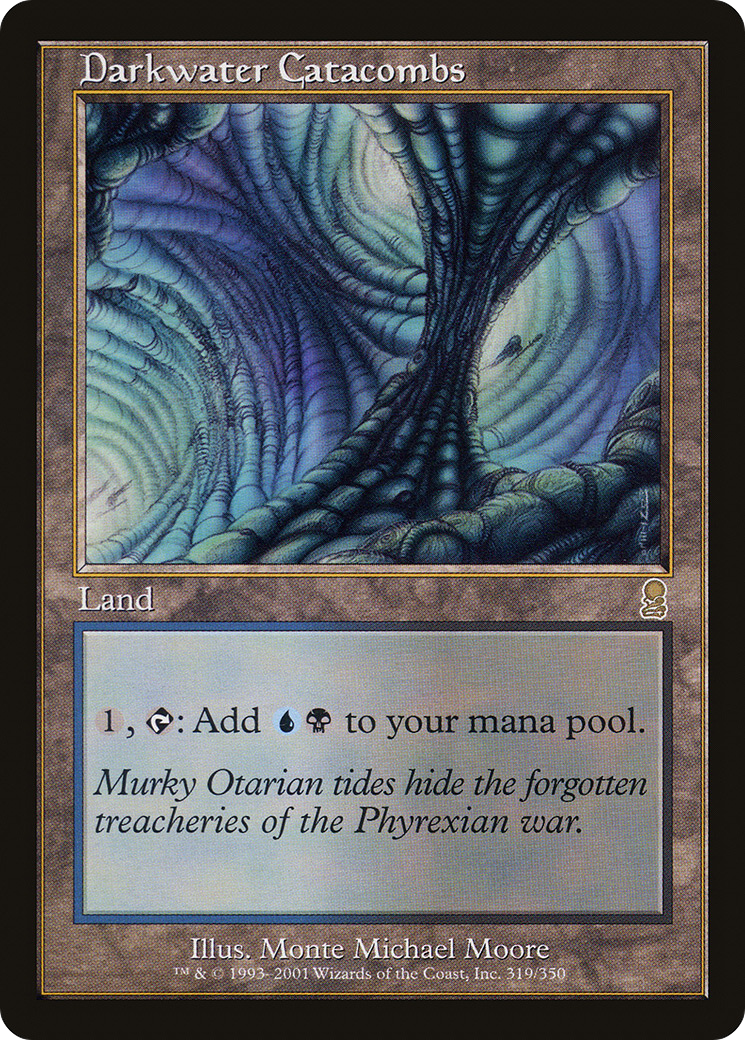 Darkwater Catacombs
Land
1, : Add to your mana pool.
Murky Otarian tides hide the forgotten
treacheries of the Phyrexian war.
Illus. Monte Michael Moore
™ & © 1993-2001 Wizards of the Coast, Inc. 319/350